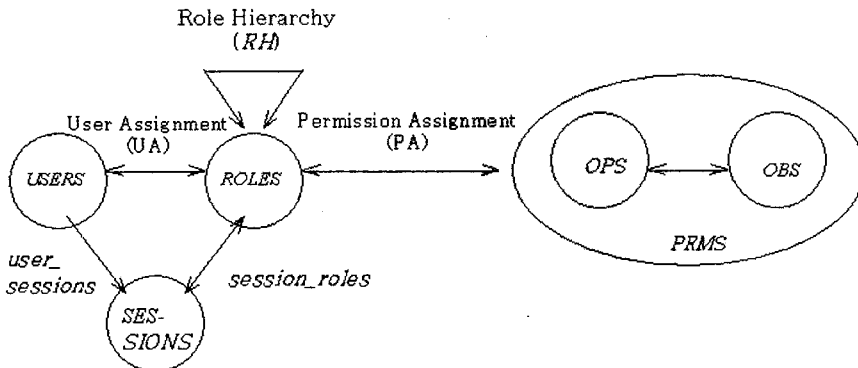 Role Hierarchy
(RH)
User Assignment
(UA)
Permission Assignment
(PA)
USERS
ROLES
OPS
OBS
PRMS
user_
sessions
session_roles
SES-
SIONS